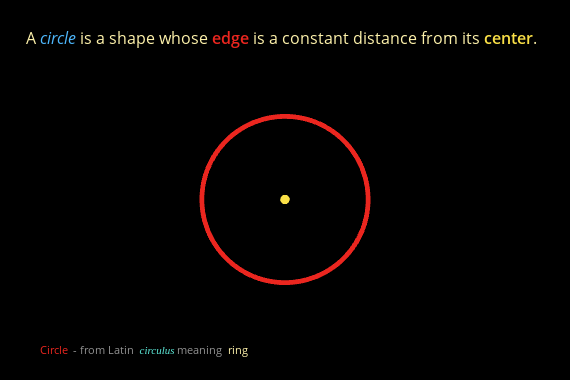 A circle is a shape whose edge is a constant distance from its center.
Circle - from Latin circulus meaning ring